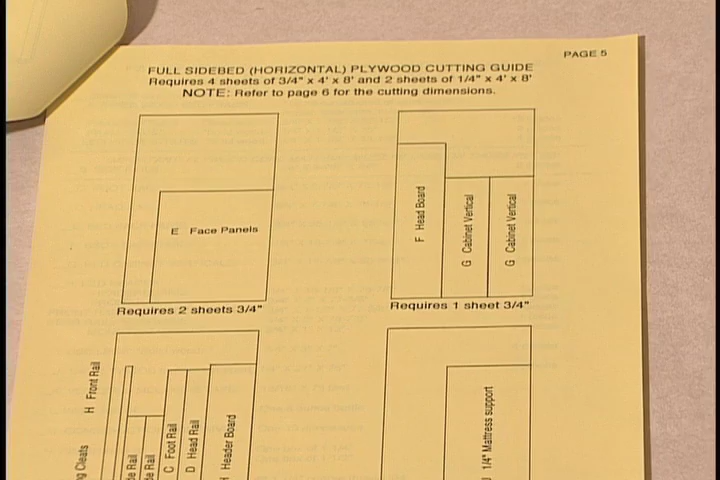 PAGE 5
FULL SIDEBED (HORIZONTAL) PLYWOOD CUTTING GUIDE
Requires 4 sheets of 3/4" x 4' x 8' and 2 sheets of 1/4" x 4' x 8'
NOTE: Refer to page 6 for the cutting dimensions.
E Face Panels
Requires 2 sheets 3/4"
F Head Board
G Cabinet Vertical
G Cabinet Vertical
Requires 1 sheet 3/4"
H Front Rail
Cleats
Rail
Rail
C Foot Rail
D Head Rail
Header Board
1/4" Mattress support